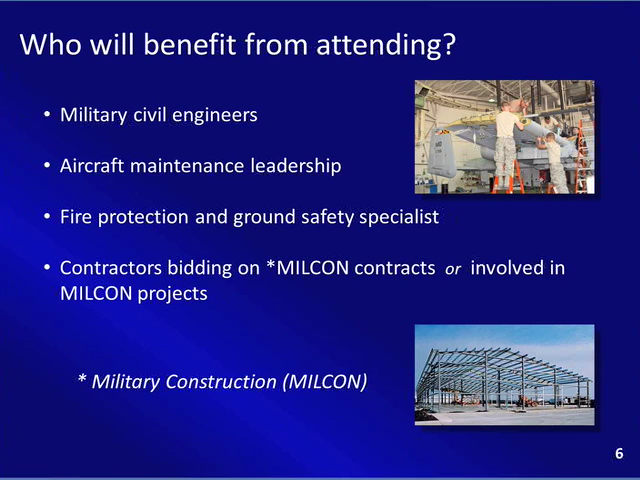 Who will benefit from attending?
• Military civil engineers
• Aircraft maintenance leadership
• Fire protection and ground safety specialist
• Contractors bidding on *MILCON contracts or involved in
MILCON projects
* Military Construction (MILCON)
6